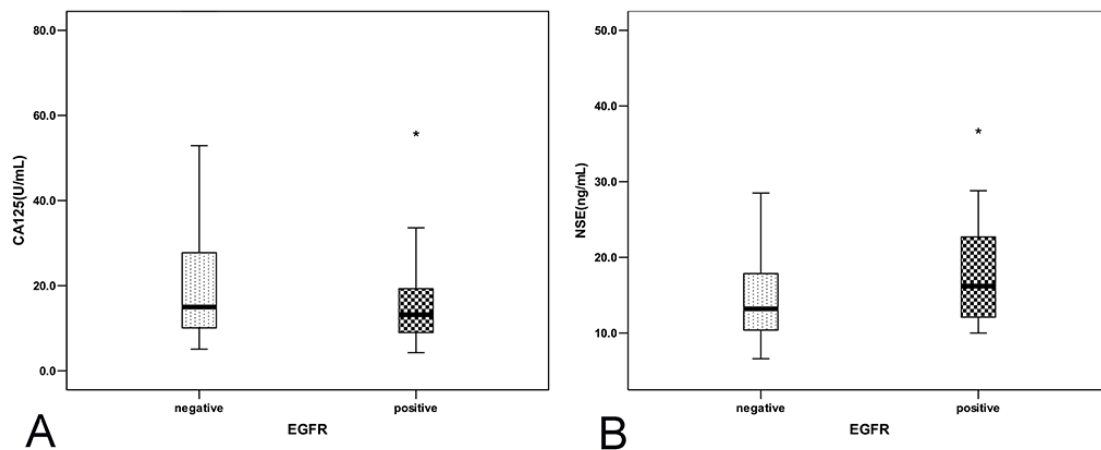 80.0
60.0
40.0
20.0
0.0
CA125(U/mL)
*
negative
positive
EGFR
A
50.0
40.0
30.0
20.0
10.0
NSE(ng/mL)
*
negative
positive
EGFR
B